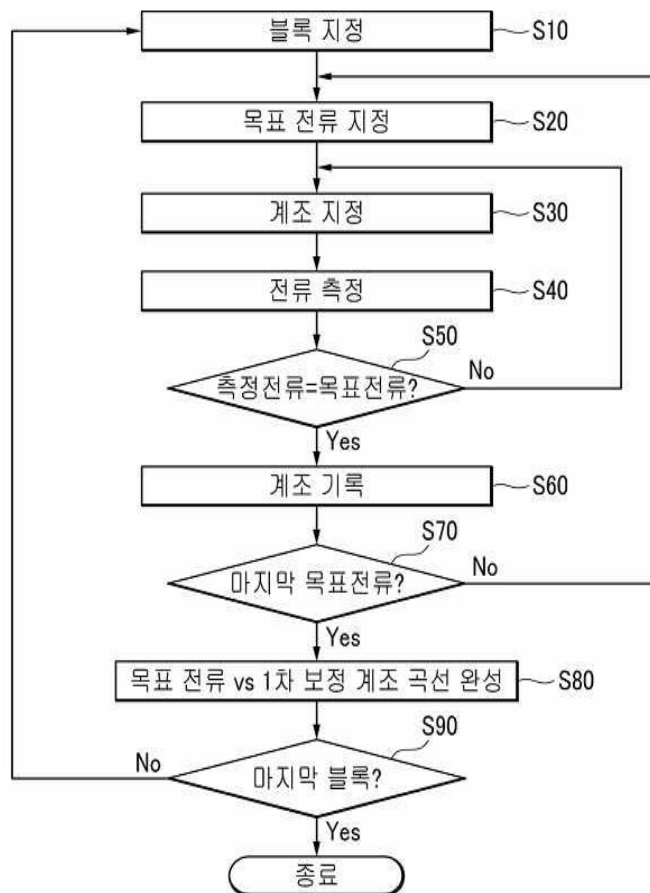 블록 지정
S10
목표 전류 지정
S20
계조 지정
S30
전류 측정
S40
S50
측정전류=목표전류?
No
Yes
계조 기록
S60
S70
마지막 목표전류?
No
Yes
목표 전류 vs 1차 보정 계조 곡선 완성
S80
S90
No
마지막 블록?
Yes
종료